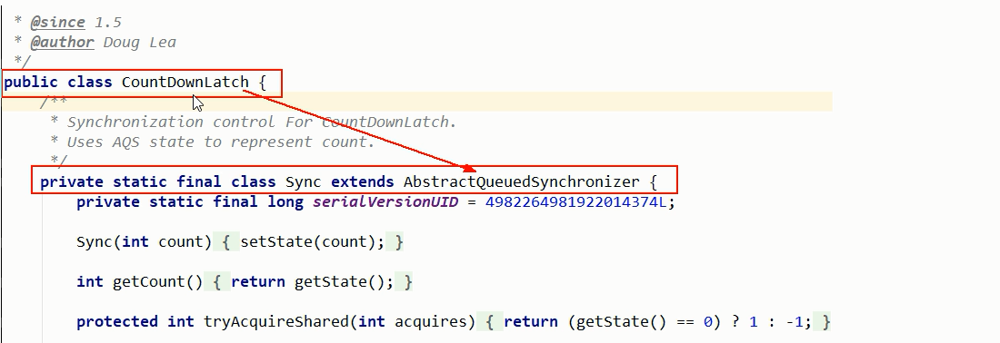 * @since 1.5
* @author Doug Lea
*/
public class CountDownLatch {
/**
* Synchronization control For CountDownLatch.
* Uses AQS state to represent count.
*/
private static final class Sync extends AbstractQueuedSynchronizer {
private static final long serialVersionUID = 4982264981922014374L;
Sync(int count) { setState(count); }
int getCount() { return getState(); }
protected int tryAcquireShared(int acquires) { return (getState() == 0) ? 1 : -1; }